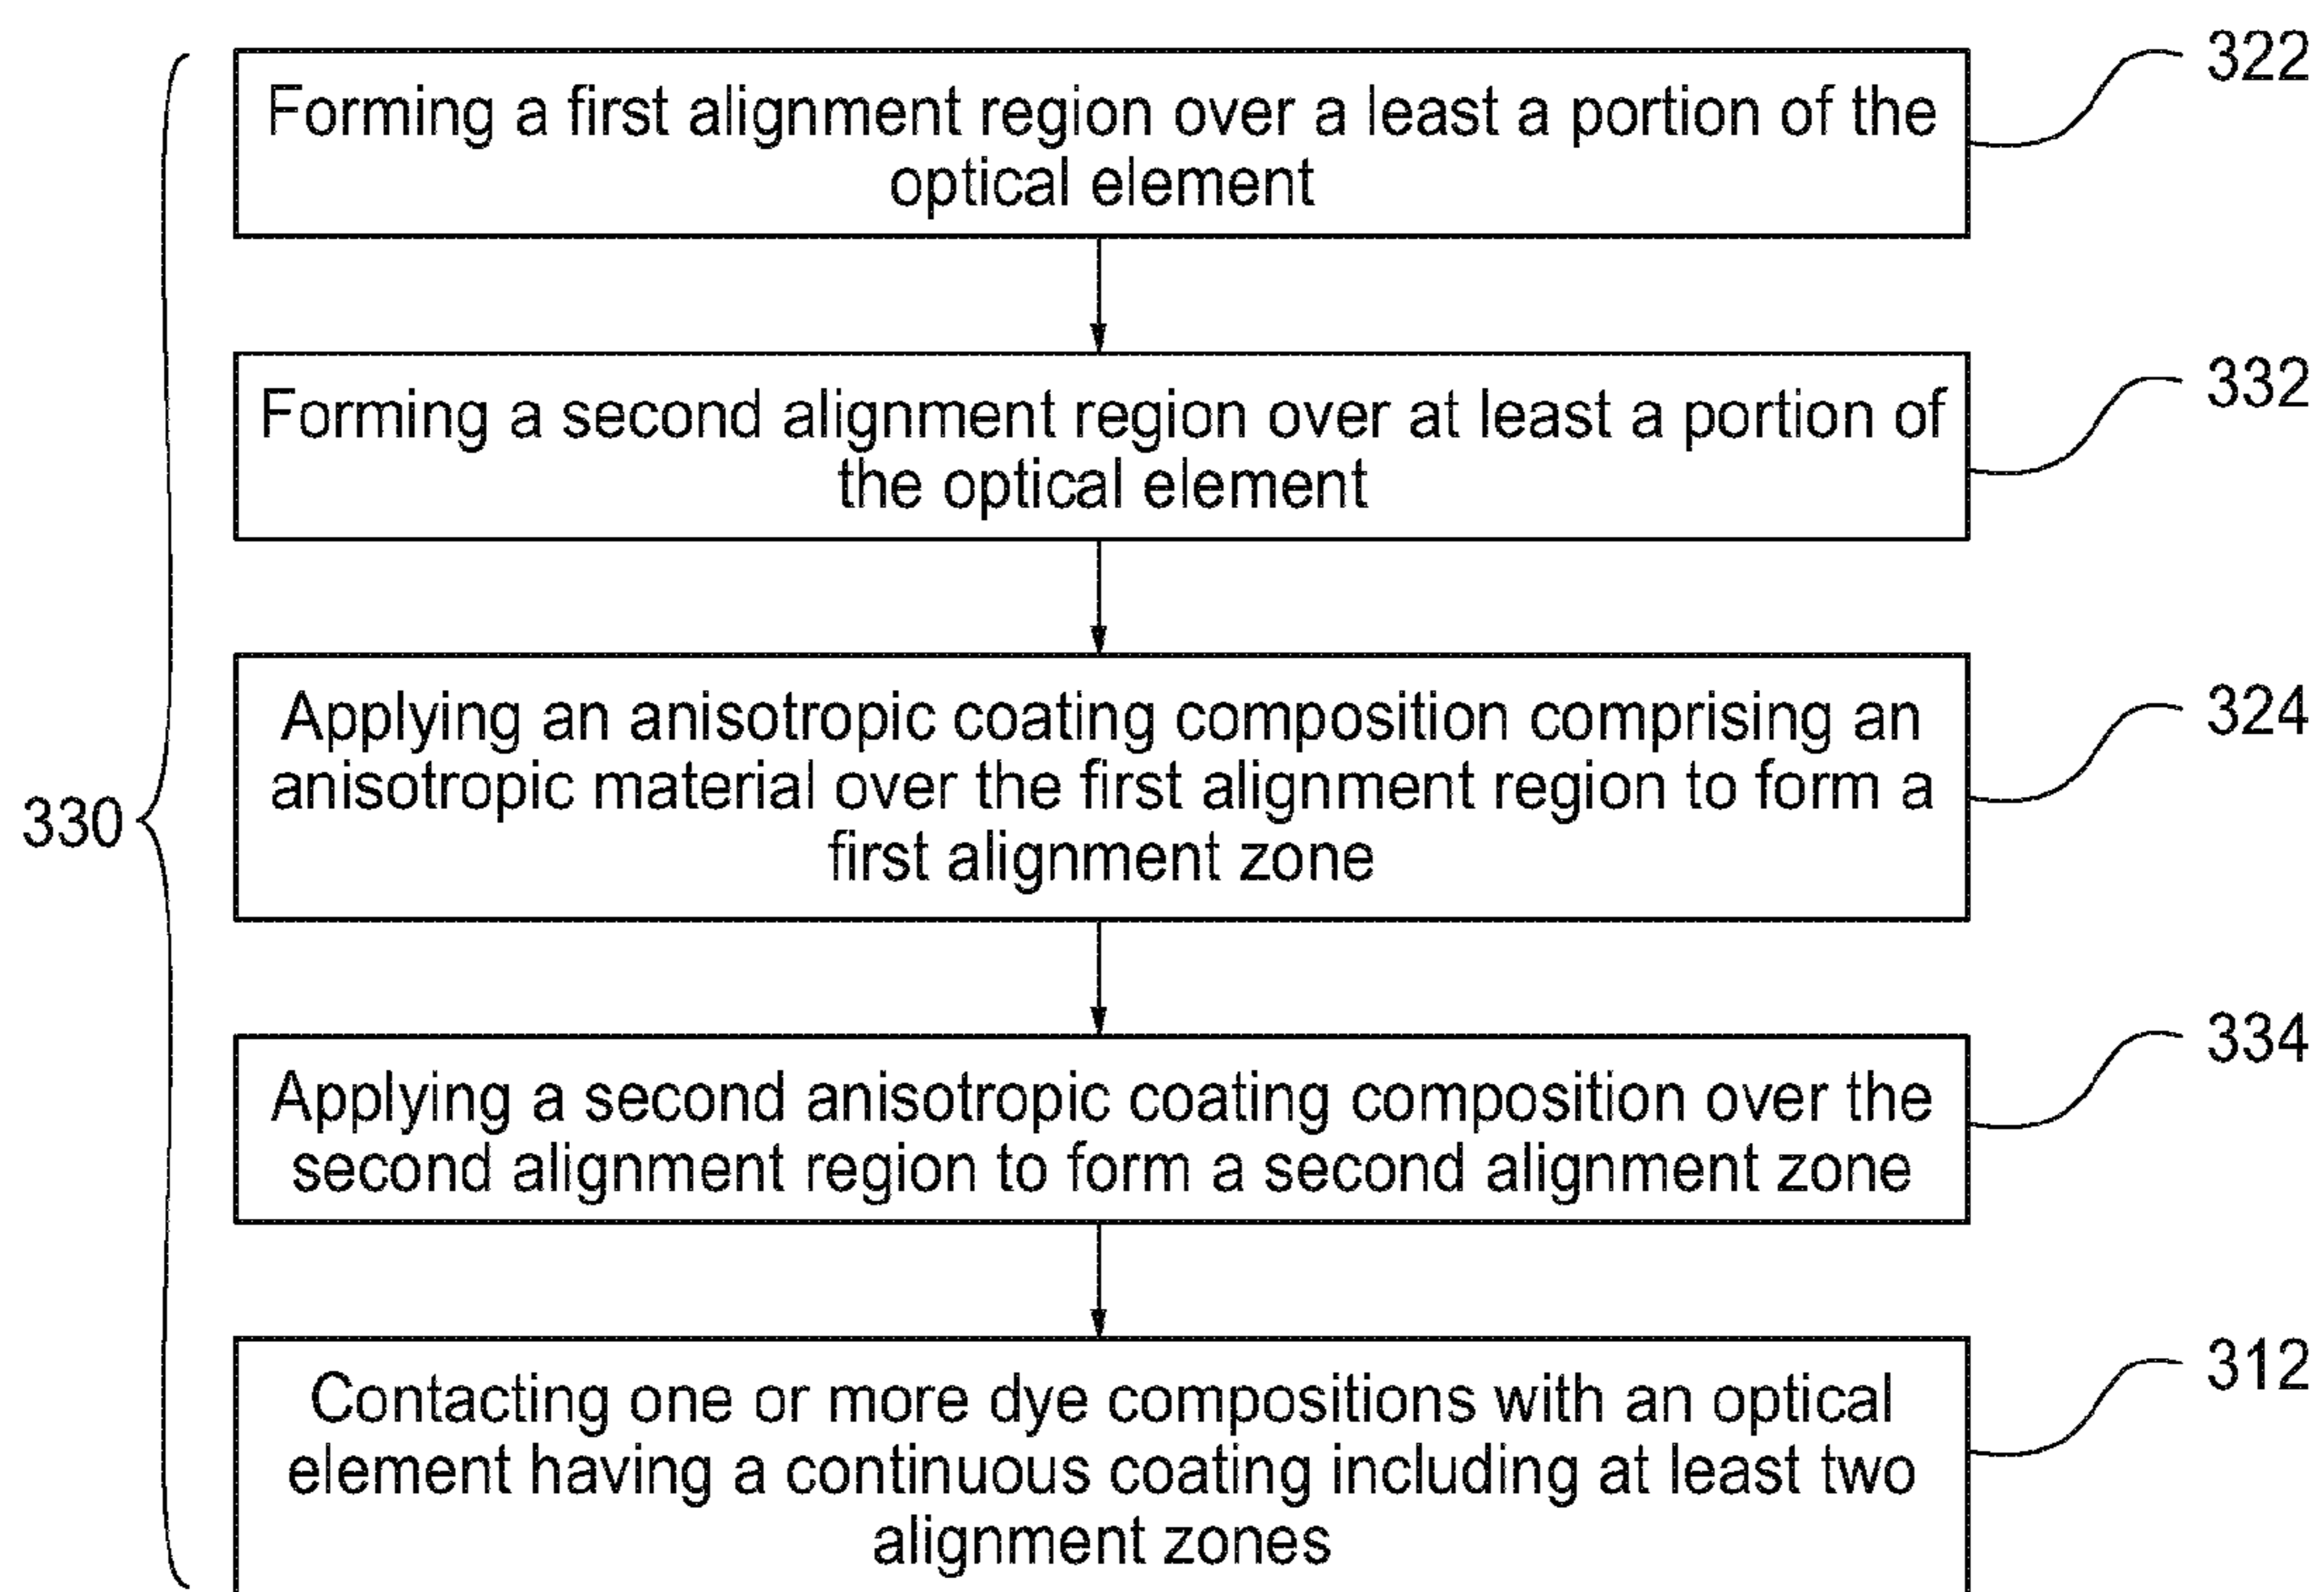 322
Forming a first alignment region over a least a portion of the
optical element
332
Forming a second alignment region over at least a portion of
the optical element
324
Applying an anisotropic coating composition comprising an
anisotropic material over the first alignment region to form a
first alignment zone
330
334
Applying a second anisotropic coating composition over the
second alignment region to form a second alignment zone
312
Contacting one or more dye compositions with an optical
element having a continuous coating including at least two
alignment zones